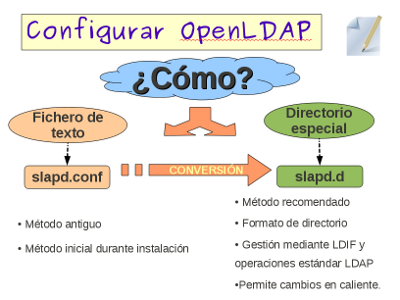 Configurar OpenLDAP
¿Cómo?
Fichero de
texto
slapd.conf
• Método antiguo
• Método inicial durante instalación
CONVERSIÓN
Directorio
especial
slapd.d
• Método recomendado
• Formato de directorio
• Gestión mediante LDIF y
operaciones estándar LDAP
•Permite cambios en caliente.